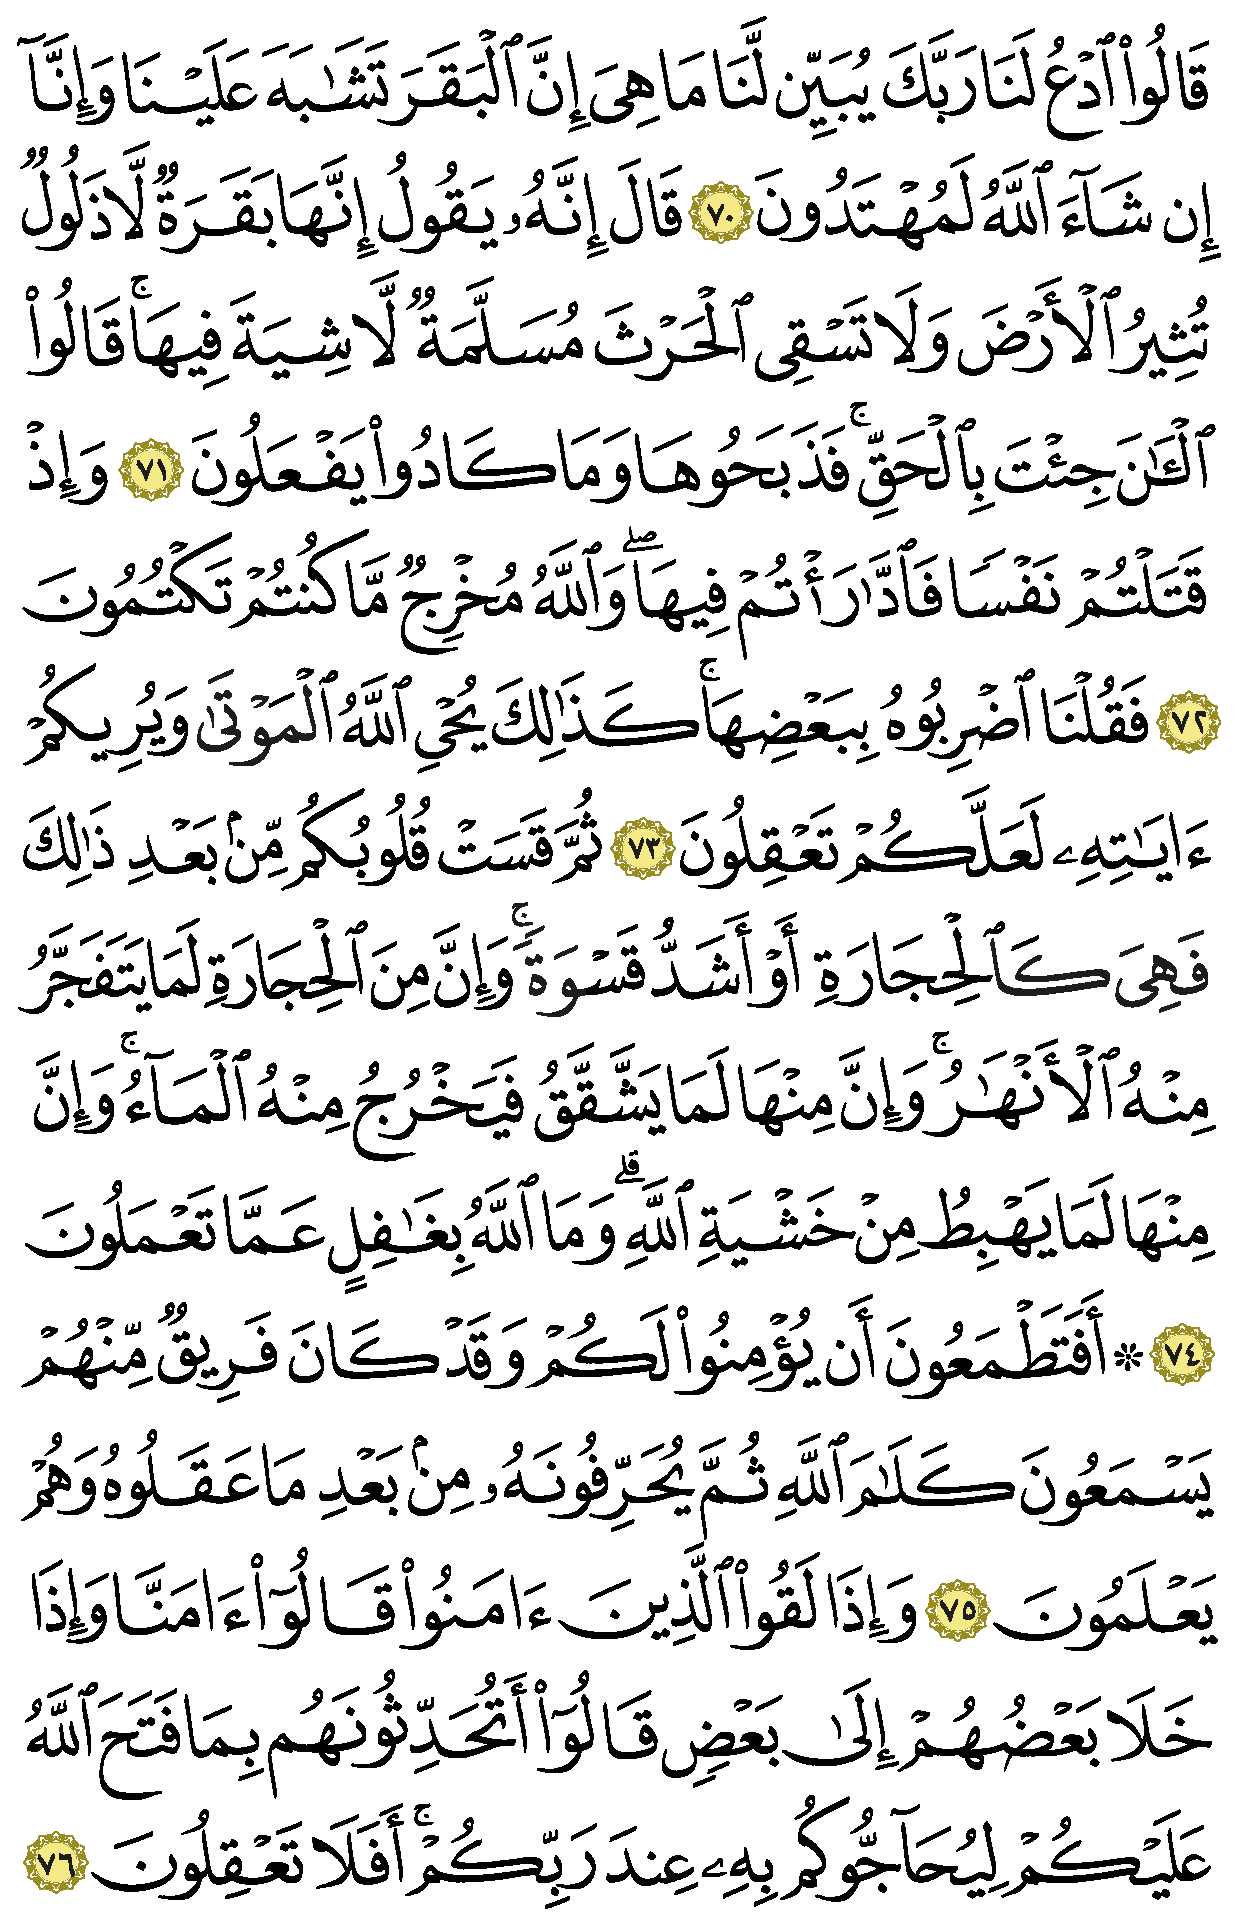 قَالُوا۟ ٱدْعُ لَنَا رَبَّكَ يُبَيِّن لَّنَا مَا هِىَ إِنَّ ٱلْبَقَرَ تَشَـٰبَهَ عَلَيْنَا وَإِنَّآ
إِن شَآءَ ٱللَّهُ لَمُهْتَدُونَ ٧٠ قَالَ إِنَّهُۥ يَقُولُ إِنَّهَا بَقَرَةٌ لَّا ذَلُولٌ
تُثِيرُ ٱلْأَرْضَ وَلَا تَسْقِى ٱلْحَرْثَ مُسَلَّمَةٌ لَّا شِيَةَ فِيهَا ۚ قَالُوا۟
ٱلْـَٔـٰنَ جِئْتَ بِٱلْحَقِّ ۚ فَذَبَحُوهَا وَمَا كَادُوا۟ يَفْعَلُونَ ٧١ وَإِذْ
قَتَلْتُمْ نَفْسًا فَٱدَّٰرَْٰٔتُمْ فِيهَا ۖ وَٱللَّهُ مُخْرِجٌ مَّا كُنتُمْ تَكْتُمُونَ
٧٢ فَقُلْنَا ٱضْرِبُوهُ بِبَعْضِهَا ۚ كَذَٰلِكَ يُحْىِ ٱللَّهُ ٱلْمَوْتَىٰ وَيُرِيكُمْ
ءَايَـٰتِهِۦ لَعَلَّكُمْ تَعْقِلُونَ ٧٣ ثُمَّ قَسَتْ قُلُوبُكُم مِّنۢ بَعْدِ ذَٰلِكَ
فَهِىَ كَٱلْحِجَارَةِ أَوْ أَشَدُّ قَسْوَةً ۚ وَإِنَّ مِنَ ٱلْحِجَارَةِ لَمَا يَتَفَجَّرُ
مِنْهُ ٱلْأَنْهَـٰرُ ۚ وَإِنَّ مِنْهَا لَمَا يَشَّقَّقُ فَيَخْرُجُ مِنْهُ ٱلْمَآءُ ۚ وَإِنَّ
مِنْهَا لَمَا يَهْبِطُ مِنْ خَشْيَةِ ٱللَّهِ ۗ وَمَا ٱللَّهُ بِغَـٰفِلٍ عَمَّا تَعْمَلُونَ
٧٤ ۞ أَفَتَطْمَعُونَ أَن يُؤْمِنُوا۟ لَكُمْ وَقَدْ كَانَ فَرِيقٌ مِّنْهُمْ
يَسْمَعُونَ كَلَـٰمَ ٱللَّهِ ثُمَّ يُحَرِّفُونَهُۥ مِنۢ بَعْدِ مَا عَقَلُوهُ وَهُمْ
يَعْلَمُونَ ٧٥ وَإِذَا لَقُوا۟ ٱلَّذِينَ ءَامَنُوا۟ قَالُوٓا۟ ءَامَنَّا وَإِذَا
خَلَا بَعْضُهُمْ إِلَىٰ بَعْضٍ قَالُوٓا۟ أَتُحَدِّثُونَهُم بِمَا فَتَحَ ٱللَّهُ
عَلَيْكُمْ لِيُحَآجُّوكُم بِهِۦ عِندَ رَبِّكُمْ ۚ أَفَلَا تَعْقِلُونَ ٧٦